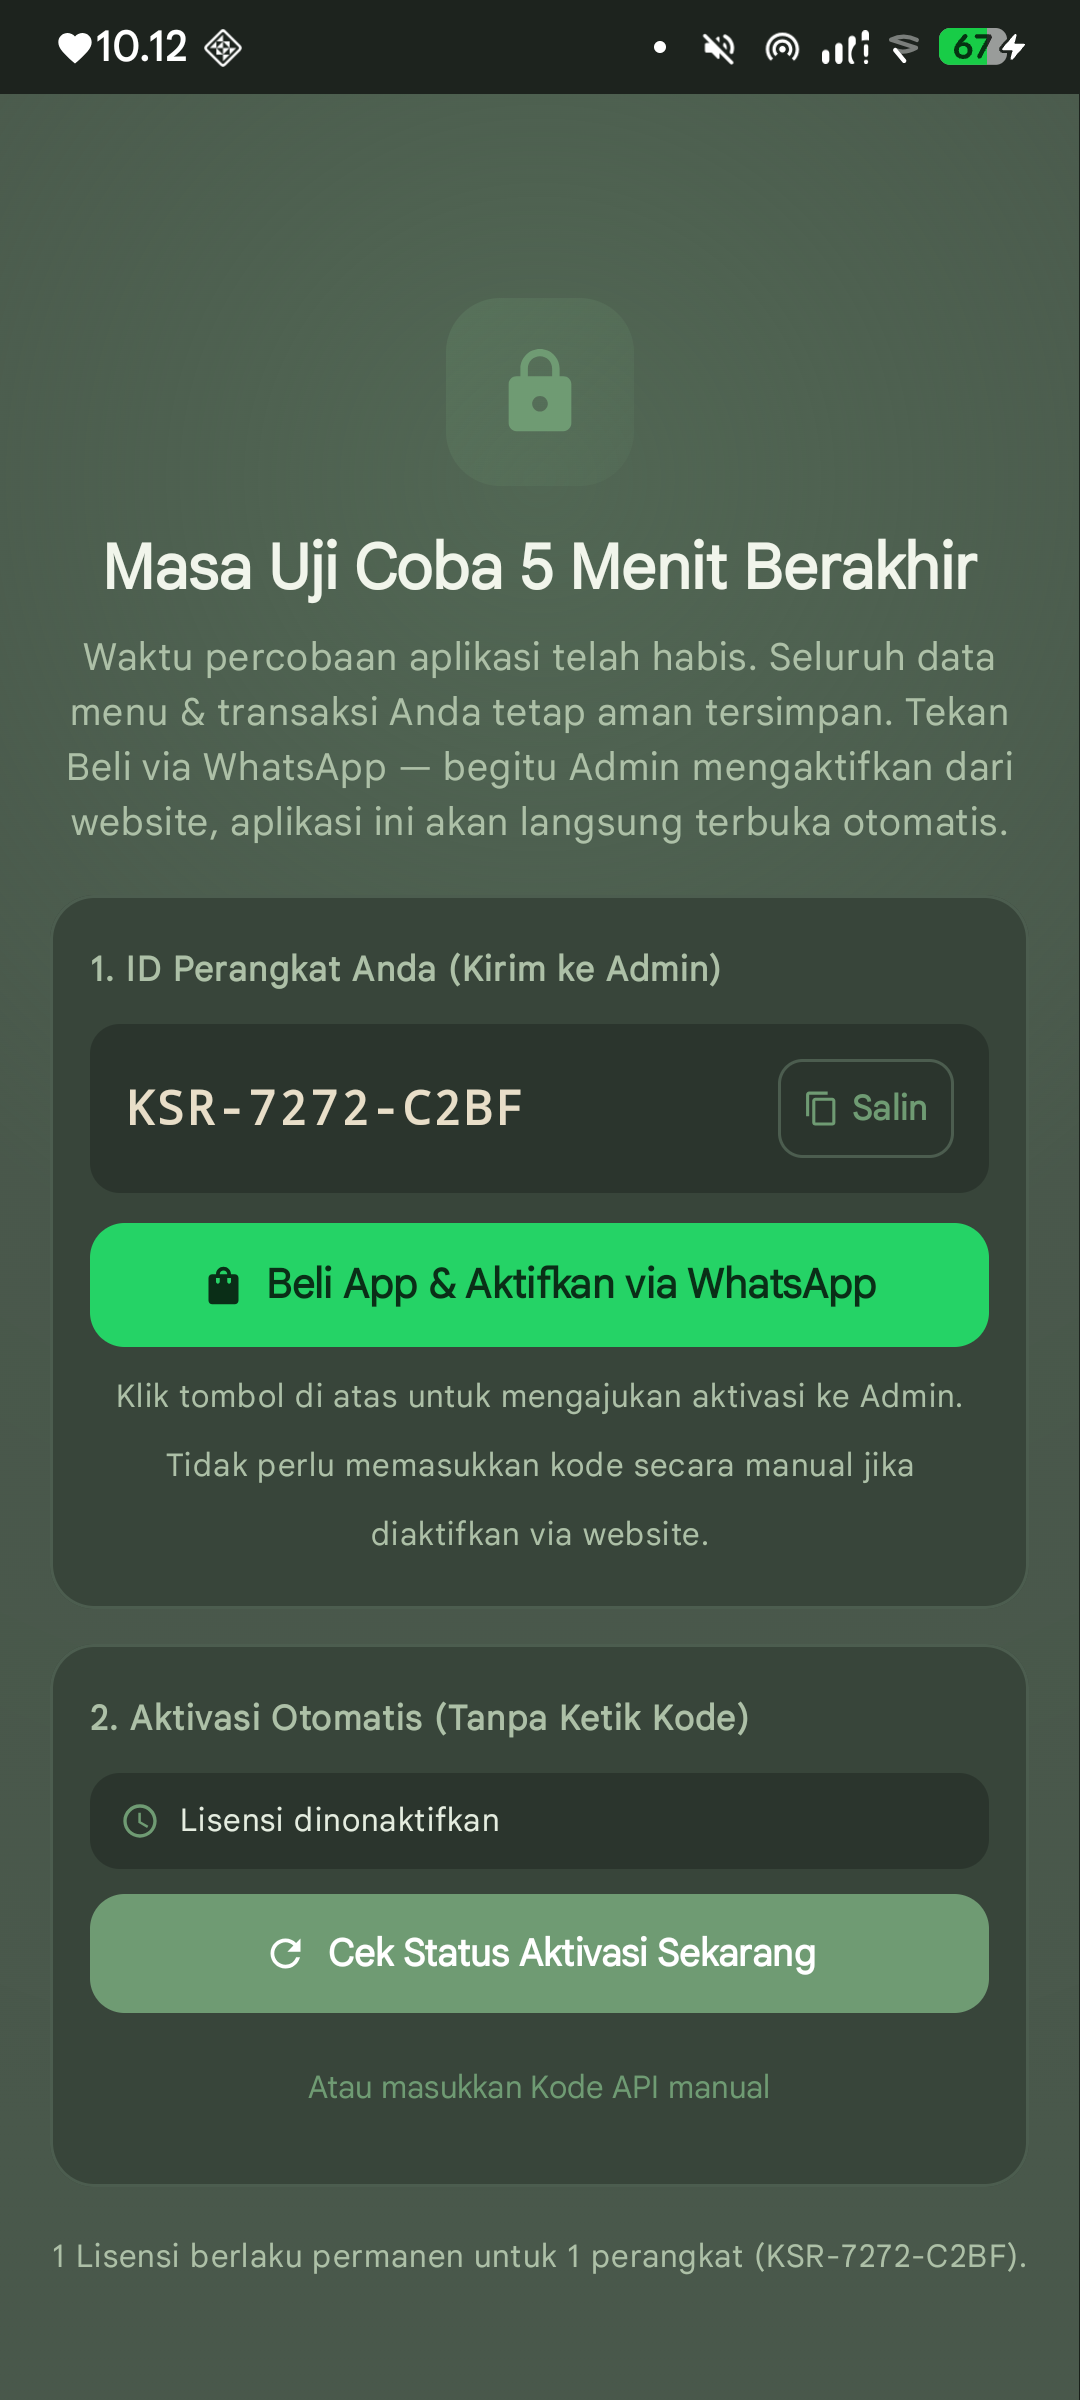 10.12
67
Masa Uji Coba 5 Menit Berakhir
Waktu percobaan aplikasi telah habis. Seluruh data
menu & transaksi Anda tetap aman tersimpan. Tekan
Beli via WhatsApp — begitu Admin mengaktifkan dari
website, aplikasi ini akan langsung terbuka otomatis.
1. ID Perangkat Anda (Kirim ke Admin)
KSR-7272-C2BF
Salin
Beli App & Aktifkan via WhatsApp
Klik tombol di atas untuk mengajukan aktivasi ke Admin.
Tidak perlu memasukkan kode secara manual jika
diaktifkan via website.
2. Aktivasi Otomatis (Tanpa Ketik Kode)
Lisensi dinonaktifkan
Cek Status Aktivasi Sekarang
Atau masukkan Kode API manual
1 Lisensi berlaku permanen untuk 1 perangkat (KSR-7272-C2BF).